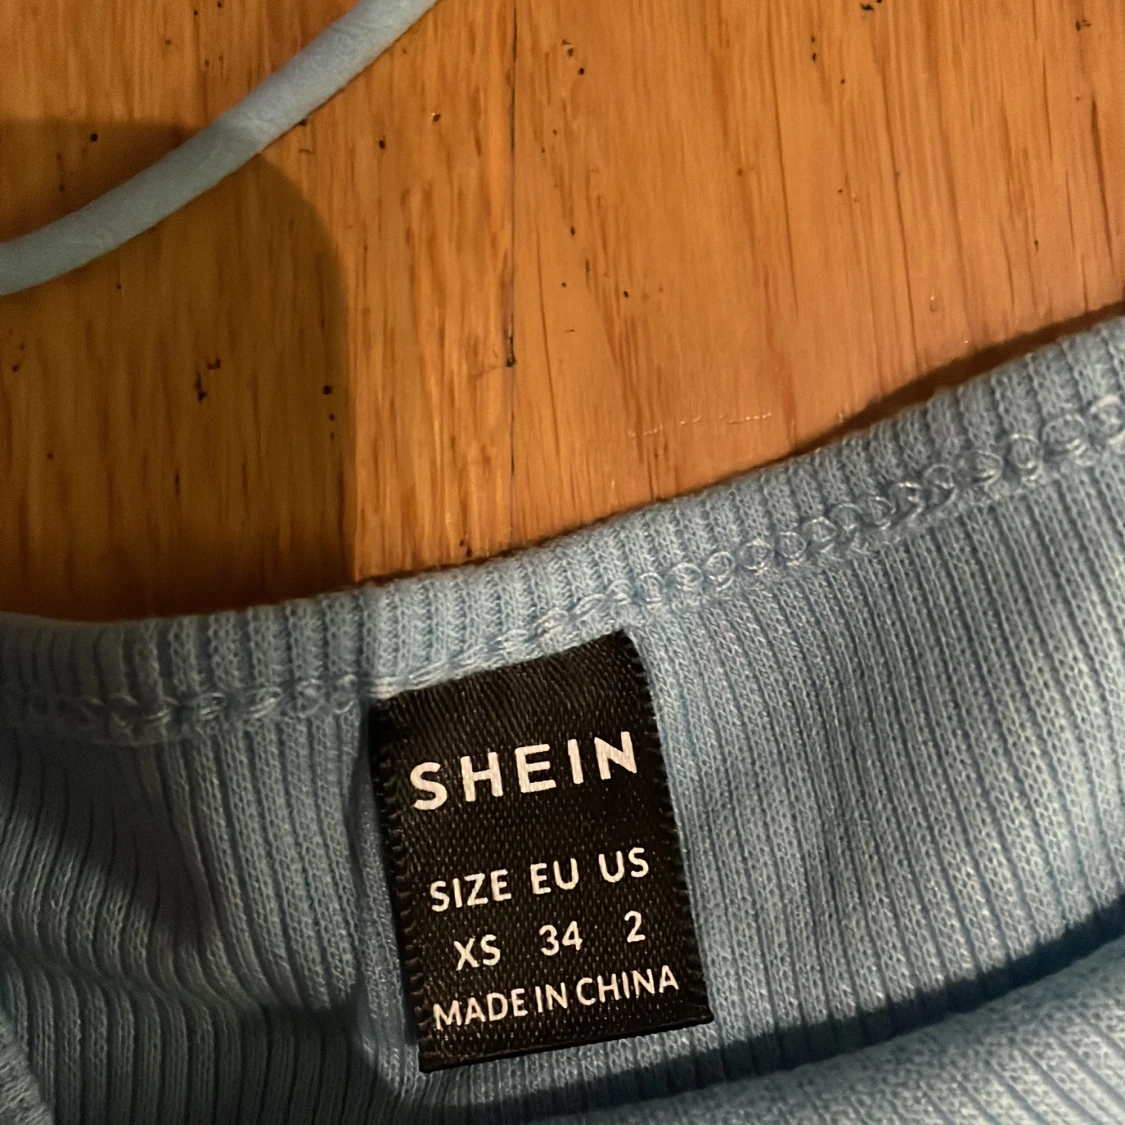 SHEIN
SIZE EU US
XS 34 2
MADE IN CHINA